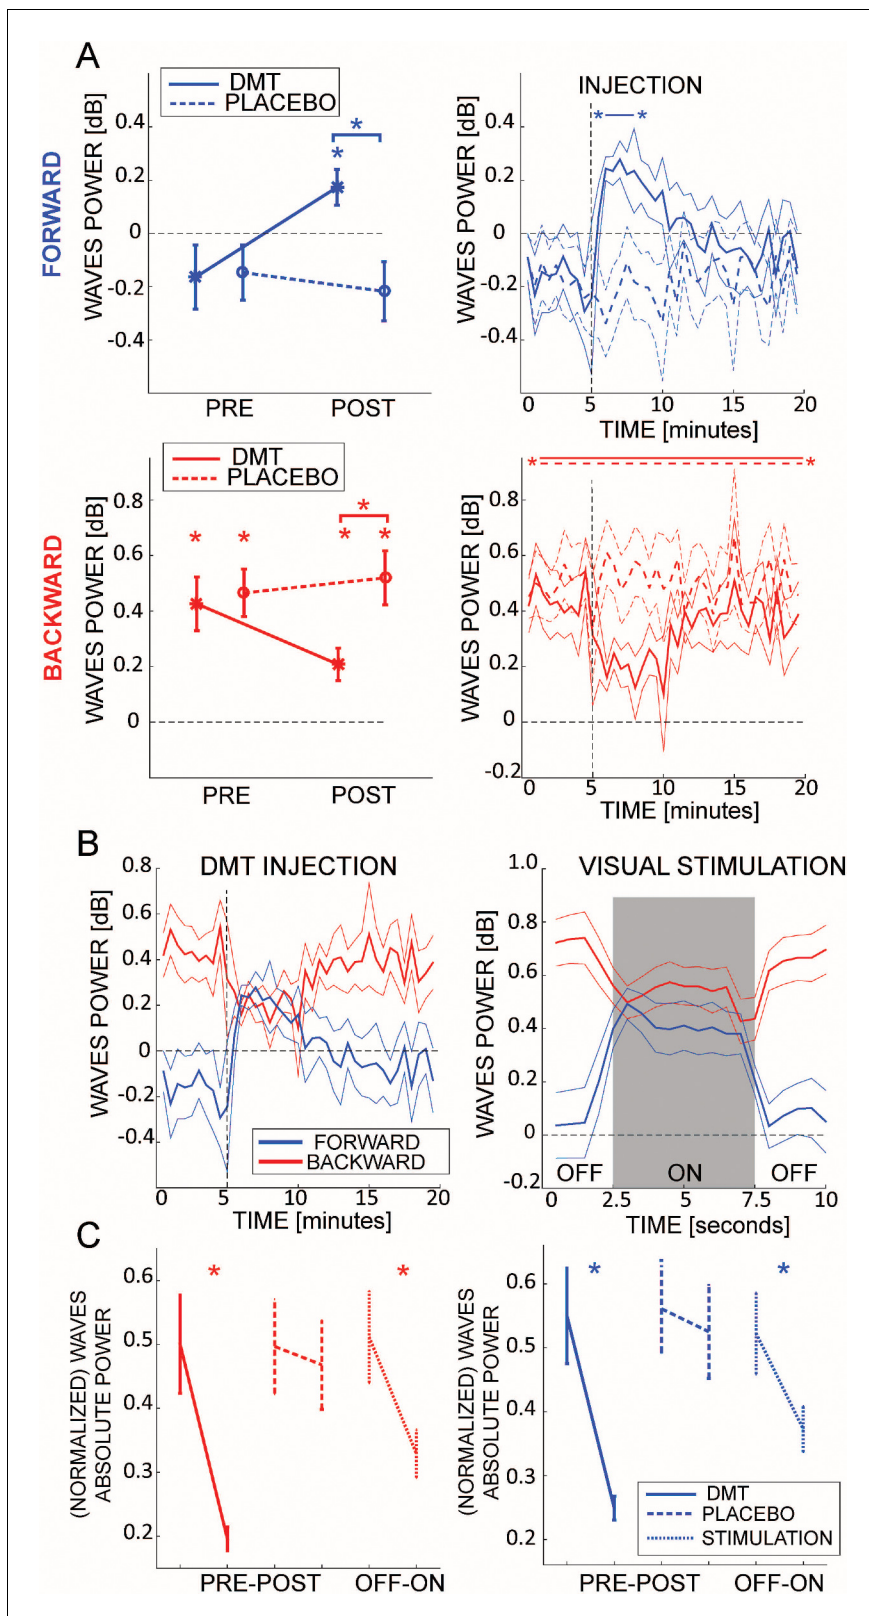 A
DMT
PLACEBO
INJECTION
FORWARD
WAVES POWER [dB]
0.4
0.2
0
-0.2
-0.4
*
*
PRE
POST
WAVES POWER [dB]
0.4
0.2
0
-0.2
-0.4
* *
0
5
10
15
20
TIME [minutes]
DMT
PLACEBO
BACKWARD
WAVES POWER [dB]
0.8
0.6
0.4
0.2
0
* * * * *
PRE
POST
WAVES POWER [dB]
0.8
0.6
0.4
0.2
0
-0.2
* *
0
5
10
15
20
TIME [minutes]
B
DMT INJECTION
WAVES POWER [dB]
0.8
0.6
0.4
0.2
0
-0.2
-0.4
FORWARD
BACKWARD
0
5
10
15
20
TIME [minutes]
VISUAL STIMULATION
WAVES POWER [dB]
1.0
0.8
0.6
0.4
0.2
0
-0.2
OFF
ON
OFF
0
2.5
5
7.5
10
TIME [seconds]
C
(NORMALIZED) WAVES
ABSOLUTE POWER
0.6
0.5
0.4
0.3
0.2
* *
PRE-POST
OFF-ON
(NORMALIZED) WAVES
ABSOLUTE POWER
0.6
0.5
0.4
0.3
0.2
* *
DMT
PLACEBO
STIMULATION
PRE-POST
OFF-ON